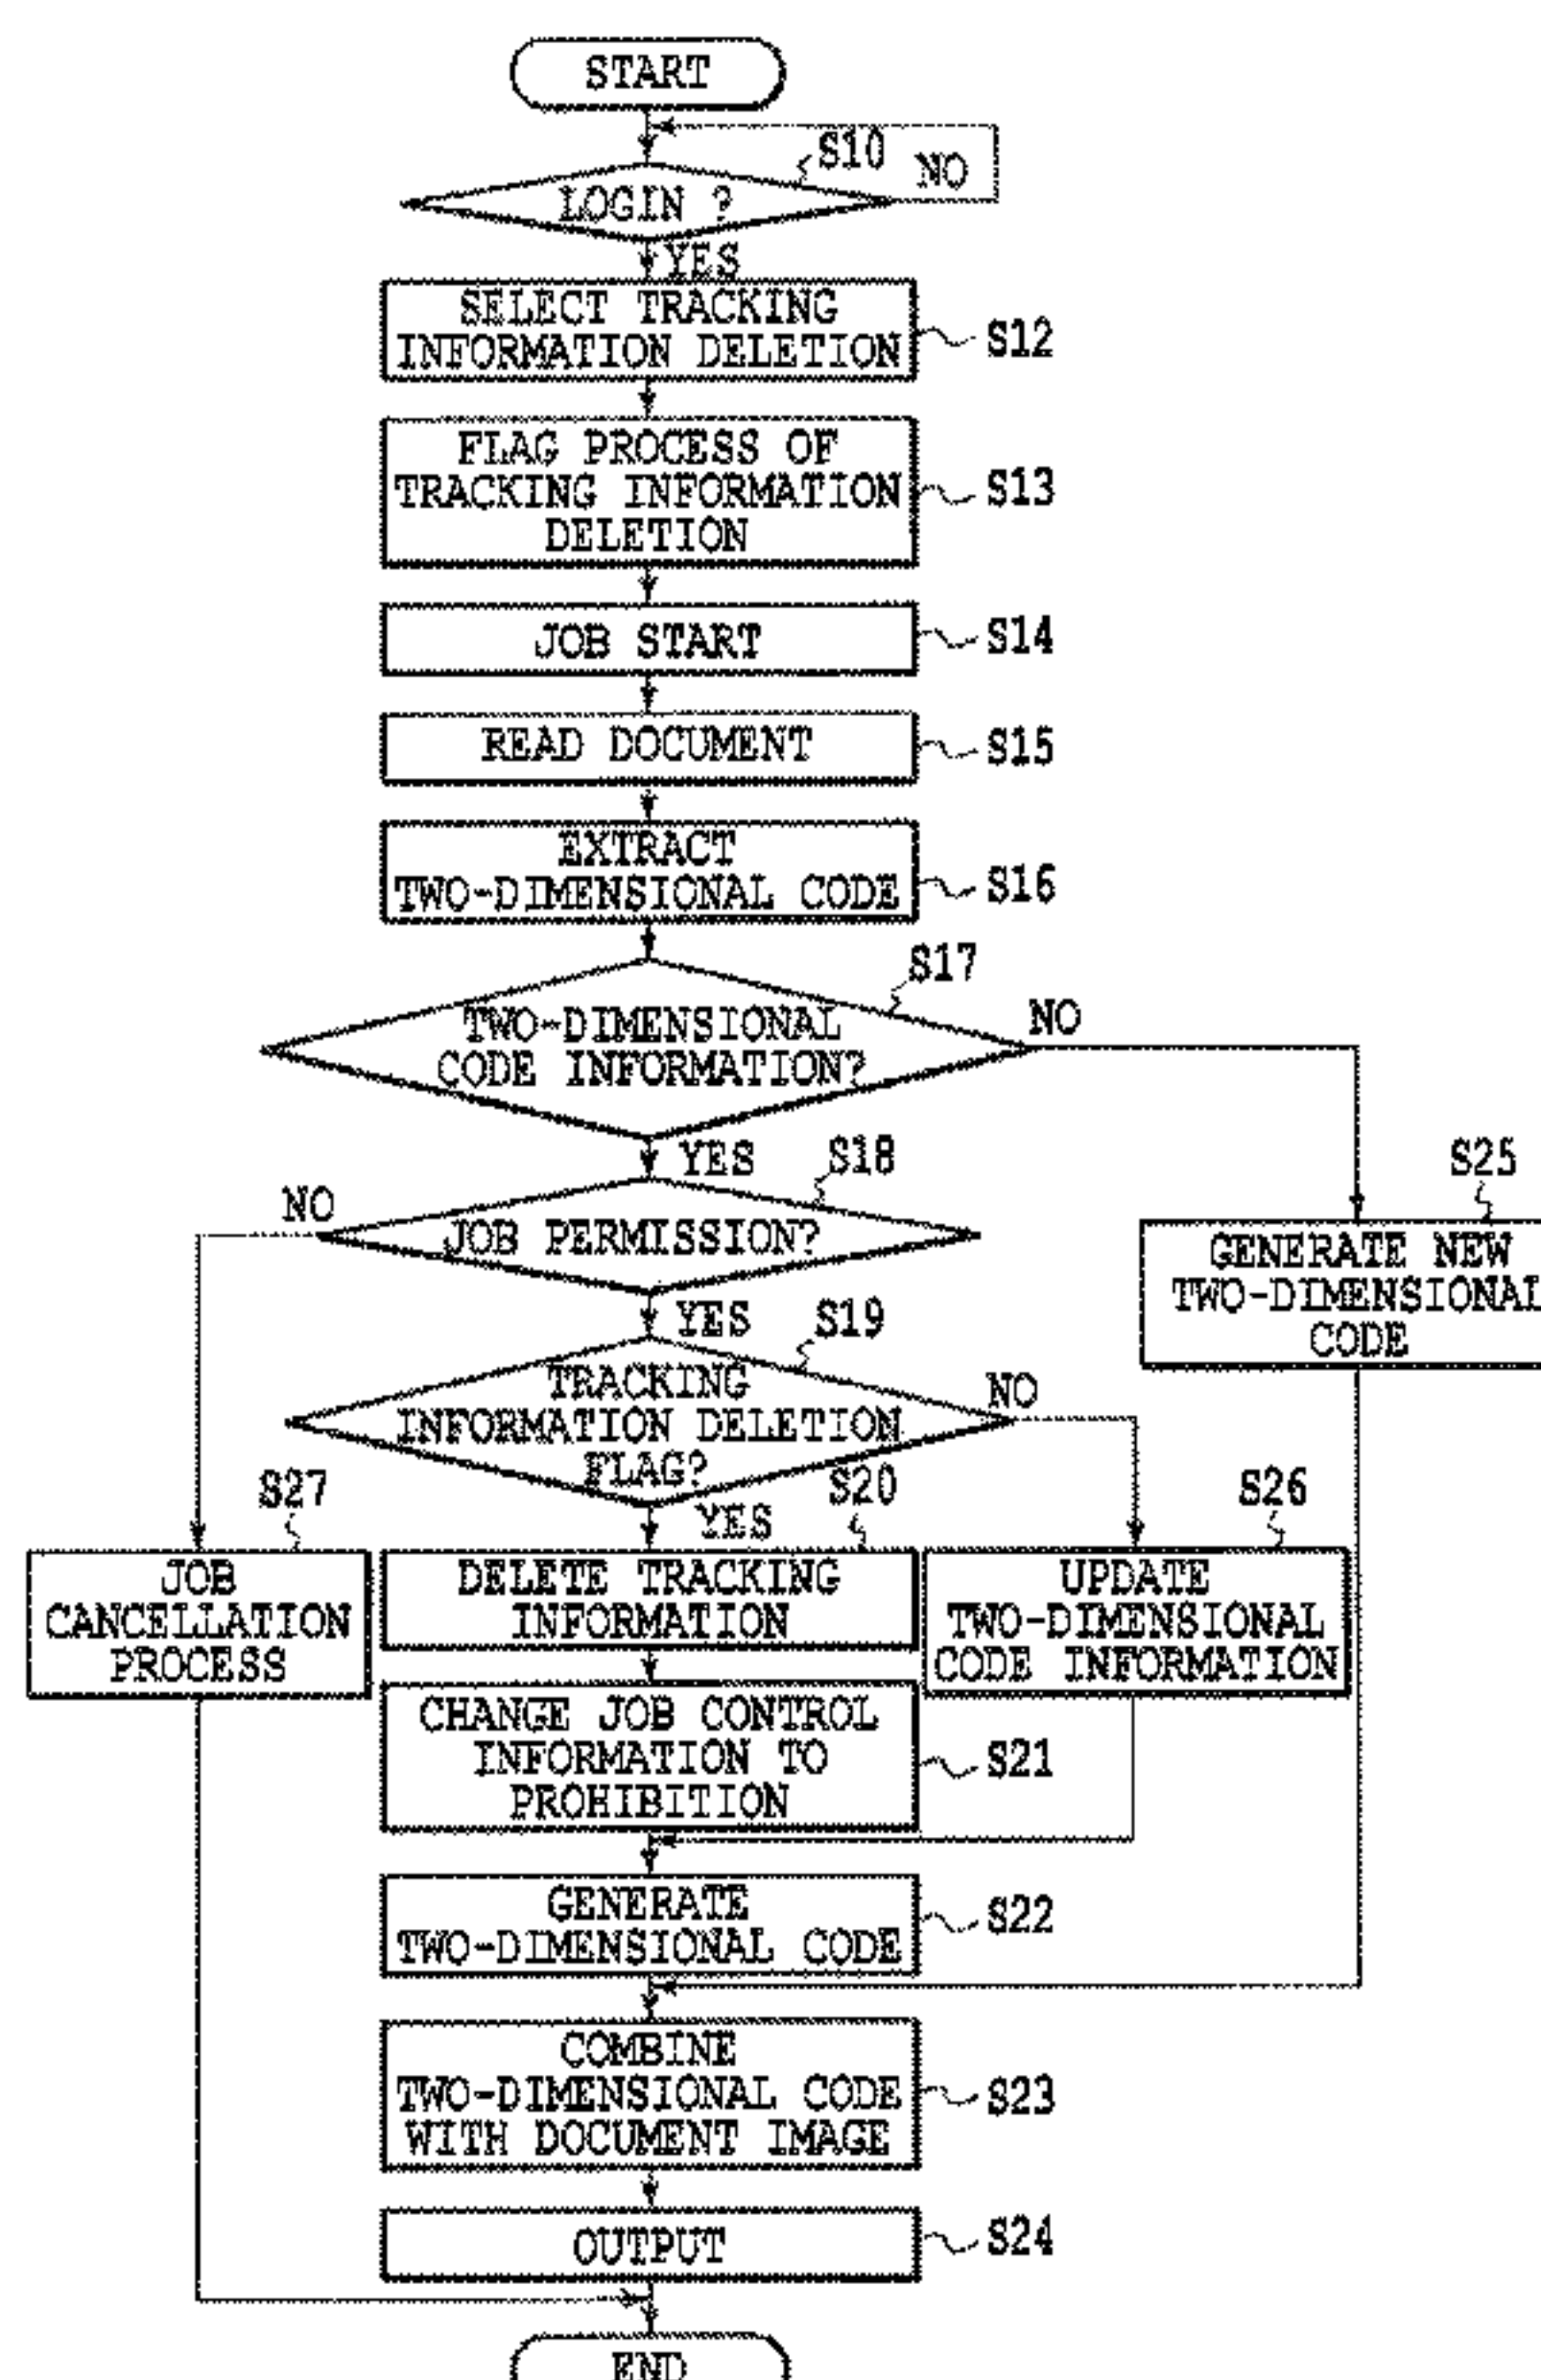 START
S10
NO
LOGIN ?
YES
SELECT TRACKING
INFORMATION DELETION
S12
FLAG PROCESS OF
TRACKING INFORMATION
DELETION
S13
JOB START
S14
READ DOCUMENT
S15
EXTRACT
TWO-DIMENSIONAL CODE
S16
S17
TWO-DIMENSIONAL
CODE INFORMATION?
NO
YES
S18
NO
JOB PERMISSION?
S25
GENERATE NEW
TWO-DIMENSIONAL
CODE
YES
S19
TRACKING
INFORMATION DELETION
FLAG?
NO
S27
YES
S20
S26
JOB
CANCELLATION
PROCESS
DELETE TRACKING
INFORMATION
UPDATE
TWO-DIMENSIONAL
CODE INFORMATION
CHANGE JOB CONTROL
INFORMATION TO
PROHIBITION
S21
GENERATE
TWO-DIMENSIONAL CODE
S22
COMBINE
TWO-DIMENSIONAL CODE
WITH DOCUMENT IMAGE
S23
OUTPUT
S24
END